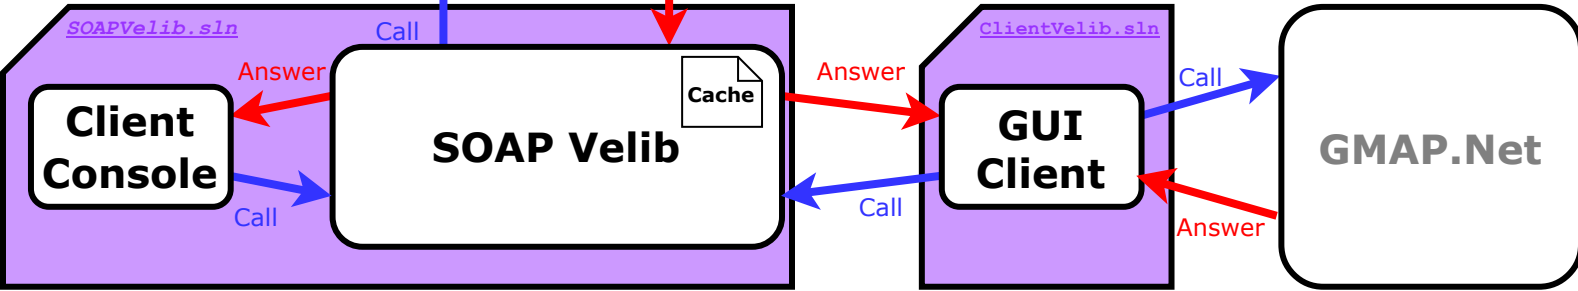 SOAPVelib.sln
Call
Answer
Client
Console
Call
Cache
SOAP Velib
Answer
Call
ClientVelib.sln
GUI
Client
Call
Answer
GMAP.Net